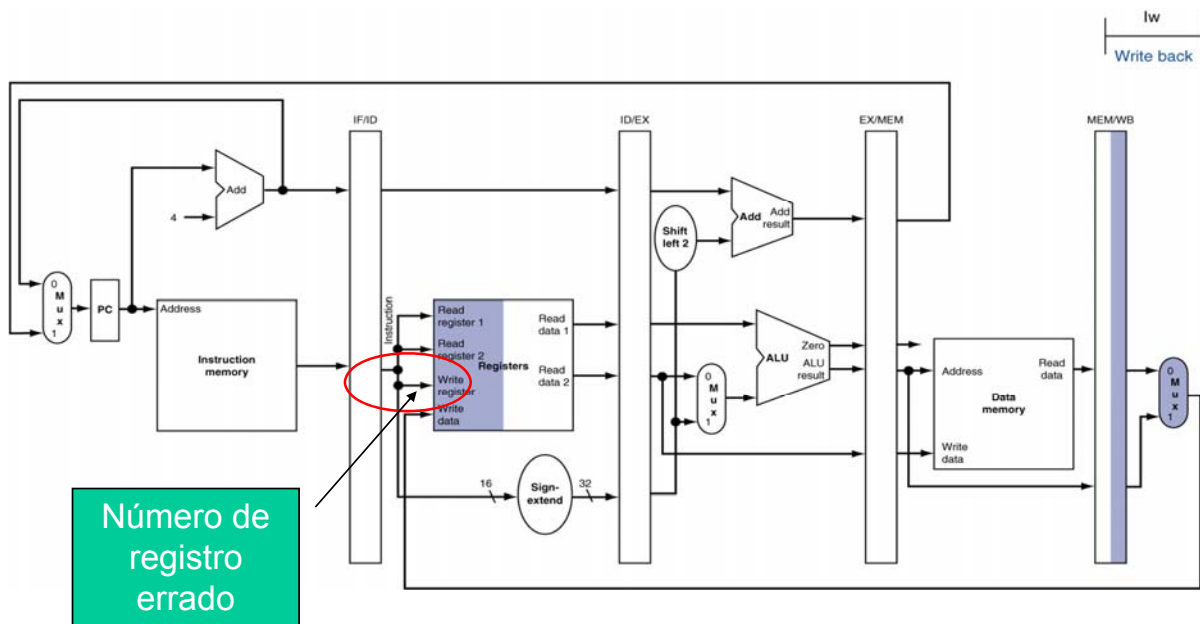 lw
Write back
IF/ID
ID/EX
EX/MEM
MEM/WB
Add
4
0
M
u
x
1
PC
Address
Instruction
memory
Instruction
Read
register 1
Read
register 2
Write
register
Write
data
Registers
Read
data 1
Read
data 2
16
Sign-
extend
32
Shift
left 2
Add
Add
result
0
M
u
x
1
ALU
Zero
ALU
result
Address
Write
data
Data
memory
Read
data
0
M
u
x
1
Número de
registro
errado